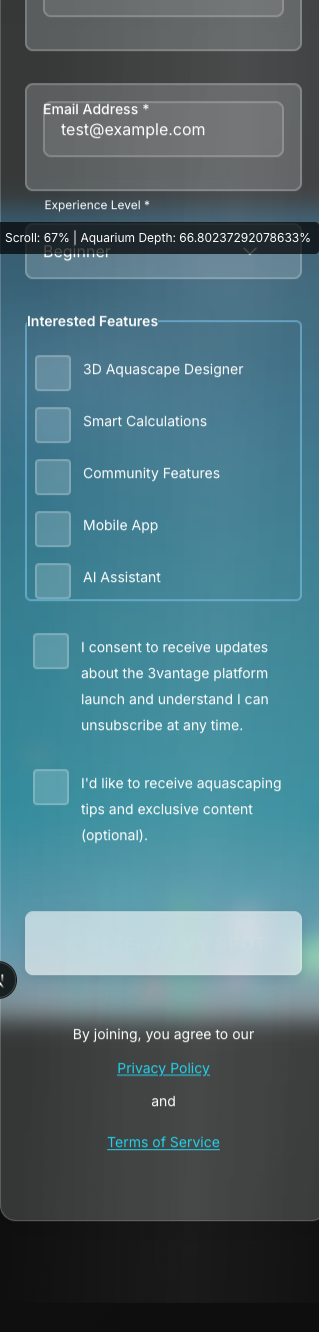 Email Address *
test@example.com
Experience Level *
Scroll: 67% | Aquarium Depth: 66.80237292078633%
Beginner
Interested Features
3D Aquascape Designer
Smart Calculations
Community Features
Mobile App
AI Assistant
I consent to receive updates
about the 3vantage platform
launch and understand I can
unsubscribe at any time.
I'd like to receive aquascaping
tips and exclusive content
(optional).
By joining, you agree to our
Privacy Policy
and
Terms of Service